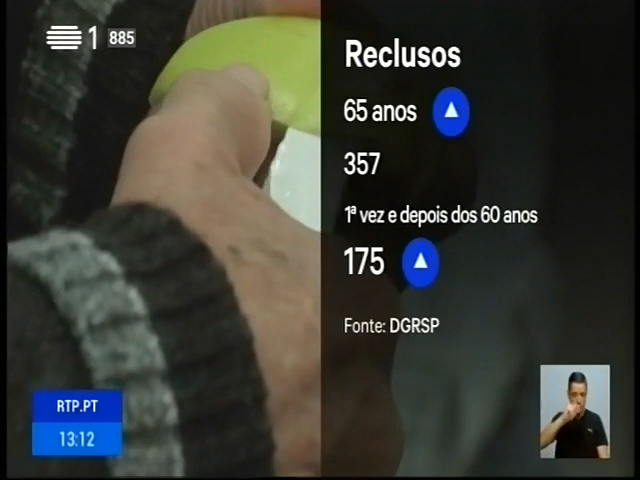 1 885
Reclusos
65 anos
357
1ª vez e depois dos 60 anos
175
Fonte: DGRSP
RTP.PT
13:12